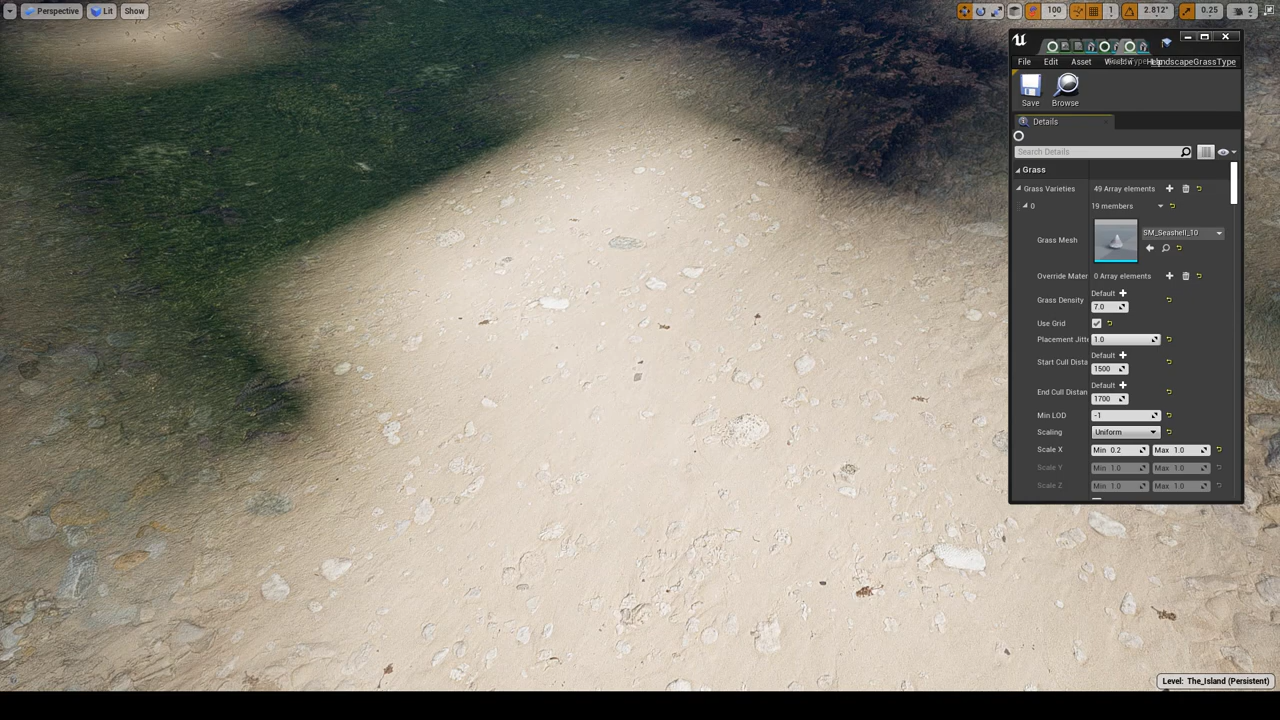 Perspective Lit Show 100 1 2.812° 0.25 2
File Edit Asset Window Help LandscapeGrassType
Save Browse
Details
Search Details
Grass
Grass Varieties 49 Array elements
0 19 members
Grass Mesh SM_Seashell_10
Override Mater 0 Array elements
Grass Density Default 7.0
Use Grid
Placement Jitte 1.0
Start Cull Dista Default 1500
End Cull Distan Default 1700
Min LOD -1
Scaling Uniform
Scale X Min 0.2 Max 1.0
Scale Y Min 1.0 Max 1.0
Scale Z Min 1.0 Max 1.0
Level: The_Island (Persistent)